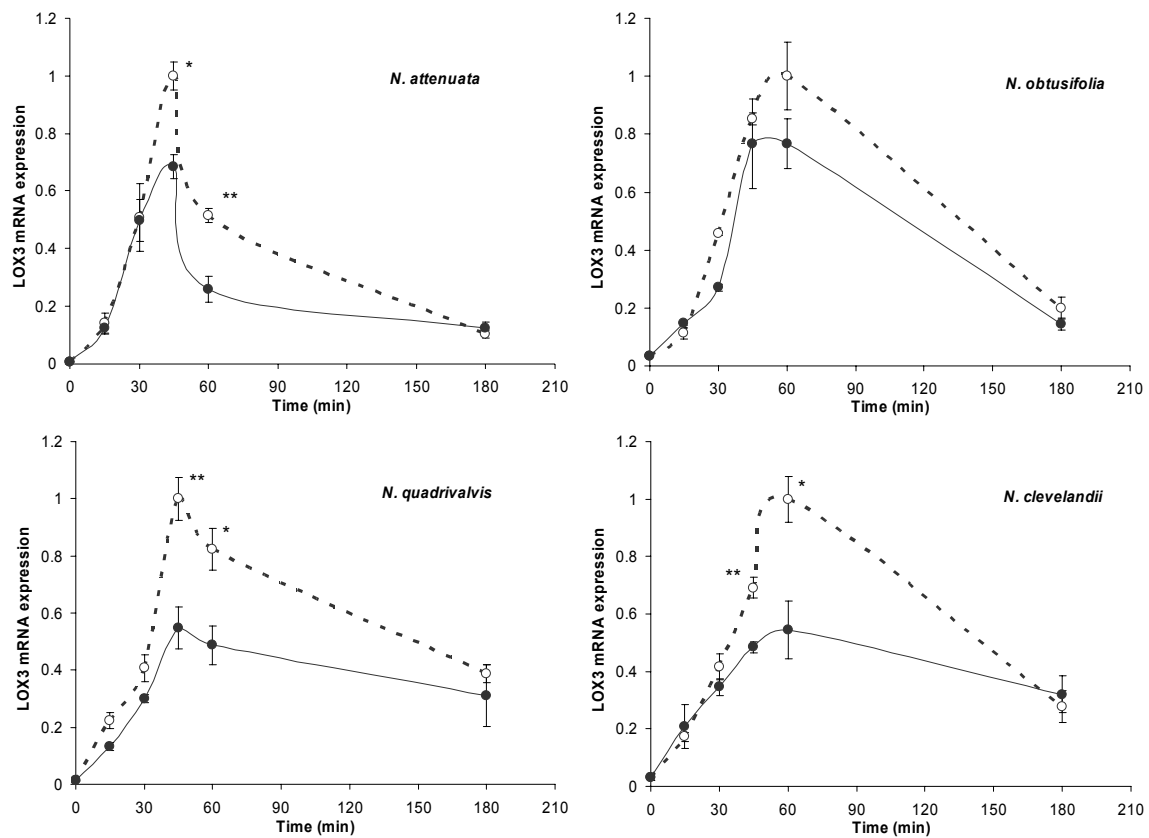 1.2
1
0.8
0.6
0.4
0.2
0
LOX3 mRNA expression
N. attenuata
*
**
0 30 60 90 120 150 180 210
Time (min)
1.2
1
0.8
0.6
0.4
0.2
0
LOX3 mRNA expression
N. obtusifolia
0 30 60 90 120 150 180 210
Time (min)
1.2
1
0.8
0.6
0.4
0.2
0
LOX3 mRNA expression
N. quadrivalvis
**
*
0 30 60 90 120 150 180 210
Time (min)
1.2
1
0.8
0.6
0.4
0.2
0
LOX3 mRNA expression
N. clevelandii
*
**
0 30 60 90 120 150 180 210
Time (min)